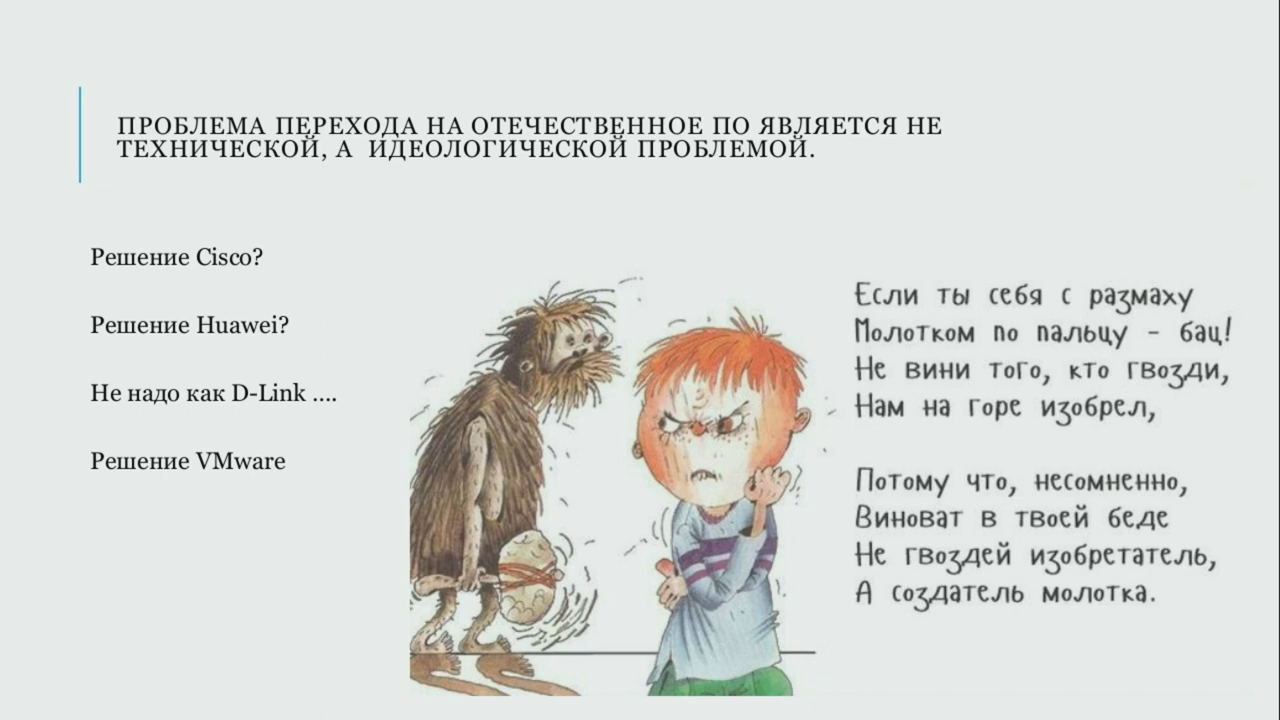 ПРОБЛЕМА ПЕРЕХОДА НА ОТЕЧЕСТВЕННОЕ ПО ЯВЛЯЕТСЯ НЕ
ТЕХНИЧЕСКОЙ, А ИДЕОЛОГИЧЕСКОЙ ПРОБЛЕМОЙ.
Решение Cisco?
Решение Huawei?
Не надо как D-Link ....
Решение VMware
Если ты себя с размаху
Молотком по пальцу - бац!
Не вини того, кто гвозди,
Нам на горе изобрел,
Потому что, несомненно,
Виноват в твоей беде
Не гвоздей изобретатель,
А создатель молотка.